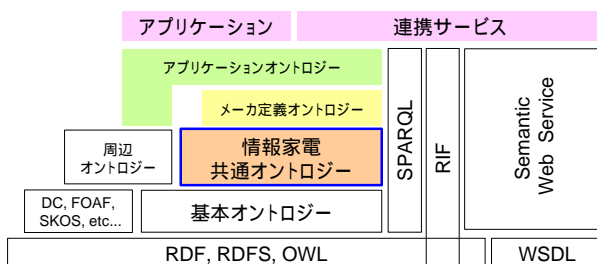 アプリケーション
連携サービス
アプリケーションオントロジー
メーカ定義オントロジー
周辺
オントロジー
情報家電
共通オントロジー
SPARQL
RIF
Semantic
Web Service
DC, FOAF,
SKOS, etc...
基本オントロジー
RDF, RDFS, OWL
WSDL